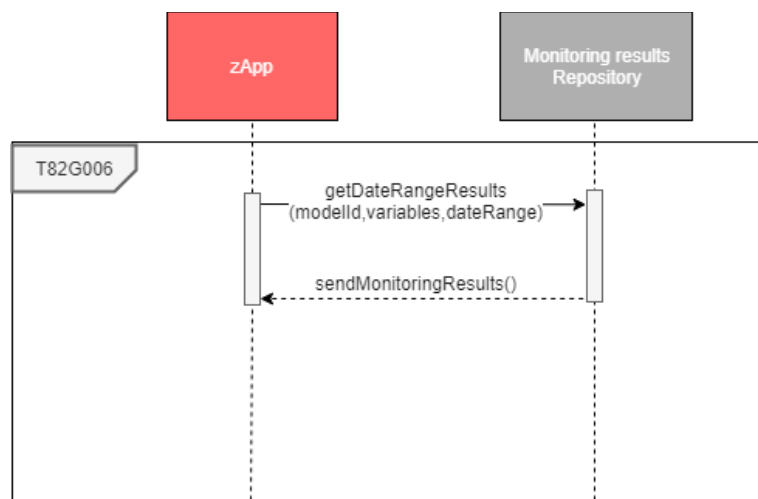 zApp
Monitoring results
Repository
T82G006
getDateRangeResults
(modelId,variables,dateRange)
sendMonitoringResults()